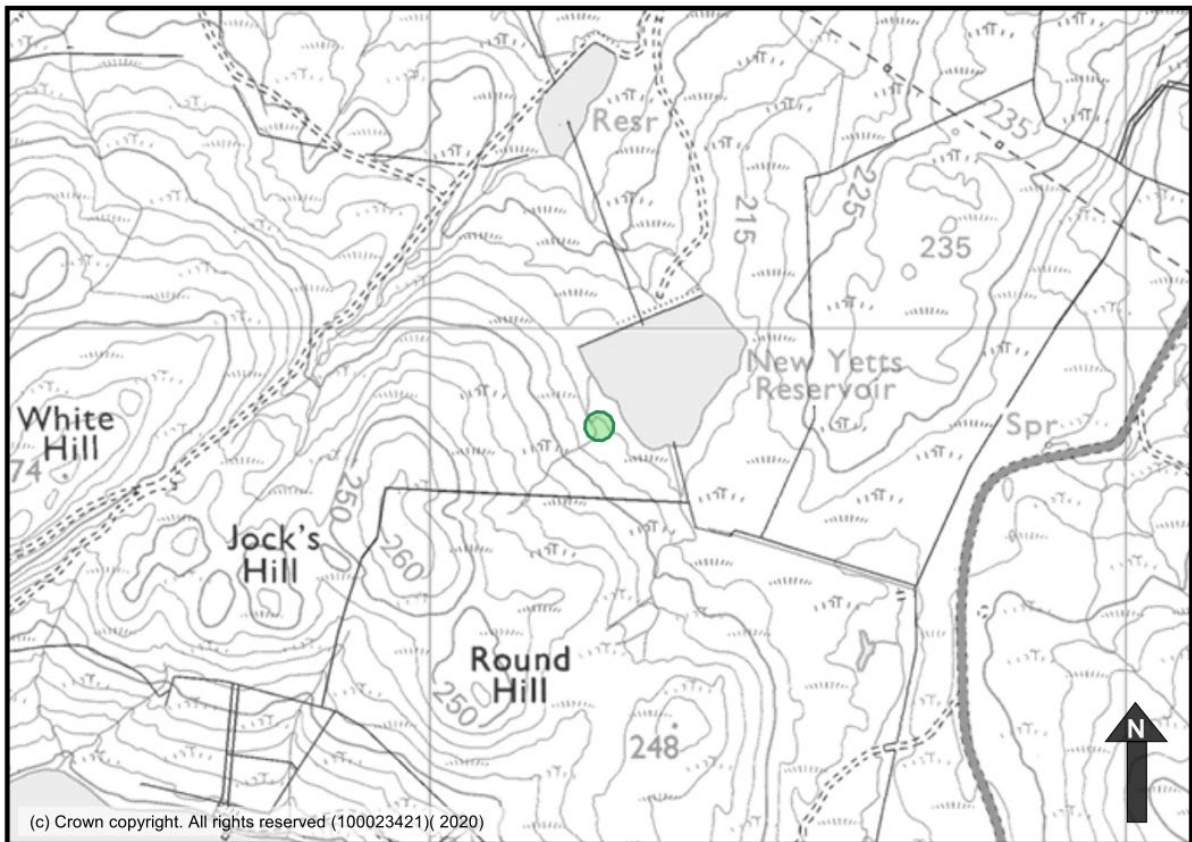 Resr
235
215
225
235
New Yetts
Reservoir
White
Hill
74
Spr
250
Jock's
Hill
260
Round
Hill
250
248
N
(c) Crown copyright. All rights reserved (100023421)( 2020)